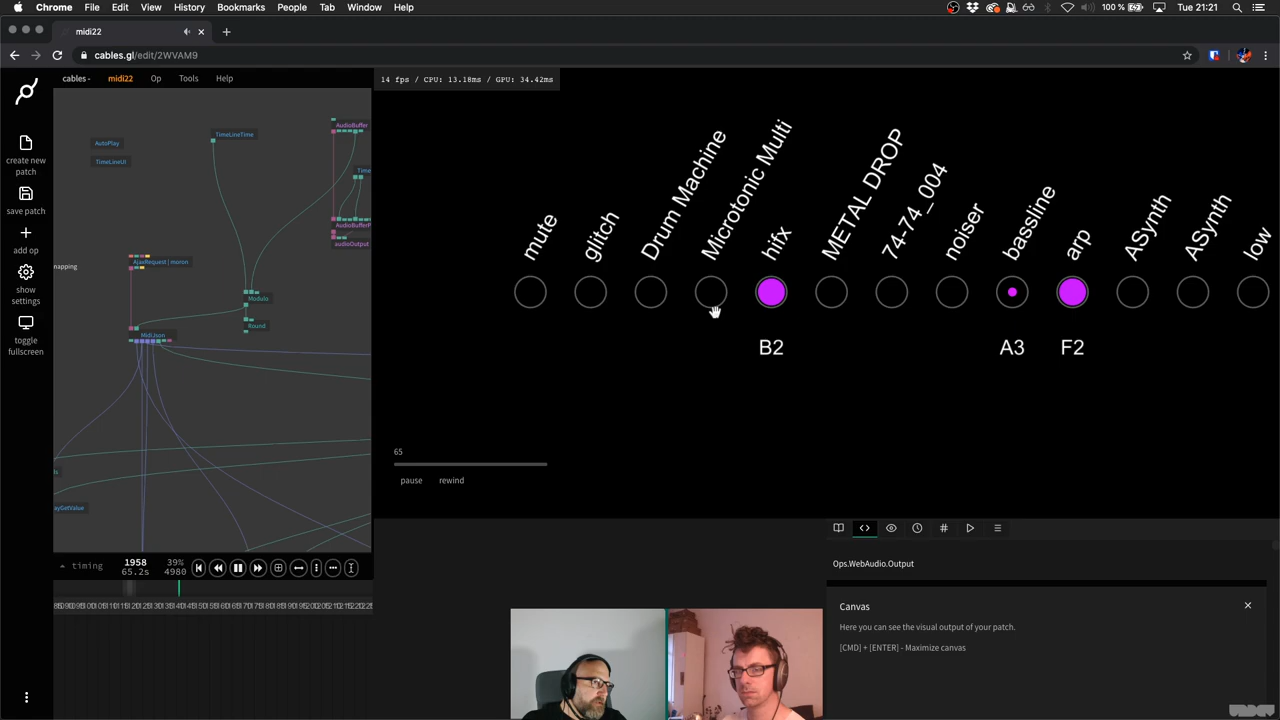 Chrome File Edit View History Bookmarks People Tab Window Help
100 % Tue 21:21
midi22
cables.gl/edit/2WVAM9
cables midi22 Op Tools Help
14 fps / CPU: 13.18ms / GPU: 34.42ms
create new
patch
save patch
add op
show
settings
toggle
fullscreen
AudioBuffer
TimeLineTime
AutoPlay
TimeLineUI
Time
AudioBufferP
audioOutput
AjaxRequest | moron
napping
Modulo
Round
MidiJson
ayGetValue
mute
glitch
Drum Machine
Microtonic Multi
hifx
METAL DROP
74-74_004
noiser
bassline
arp
ASynth
ASynth
low
B2 A3 F2
65
pause rewind
timing
1958
65.2s
39%
4980
Ops.WebAudio.Output
Canvas
Here you can see the visual output of your patch.
[CMD] + [ENTER] - Maximize canvas